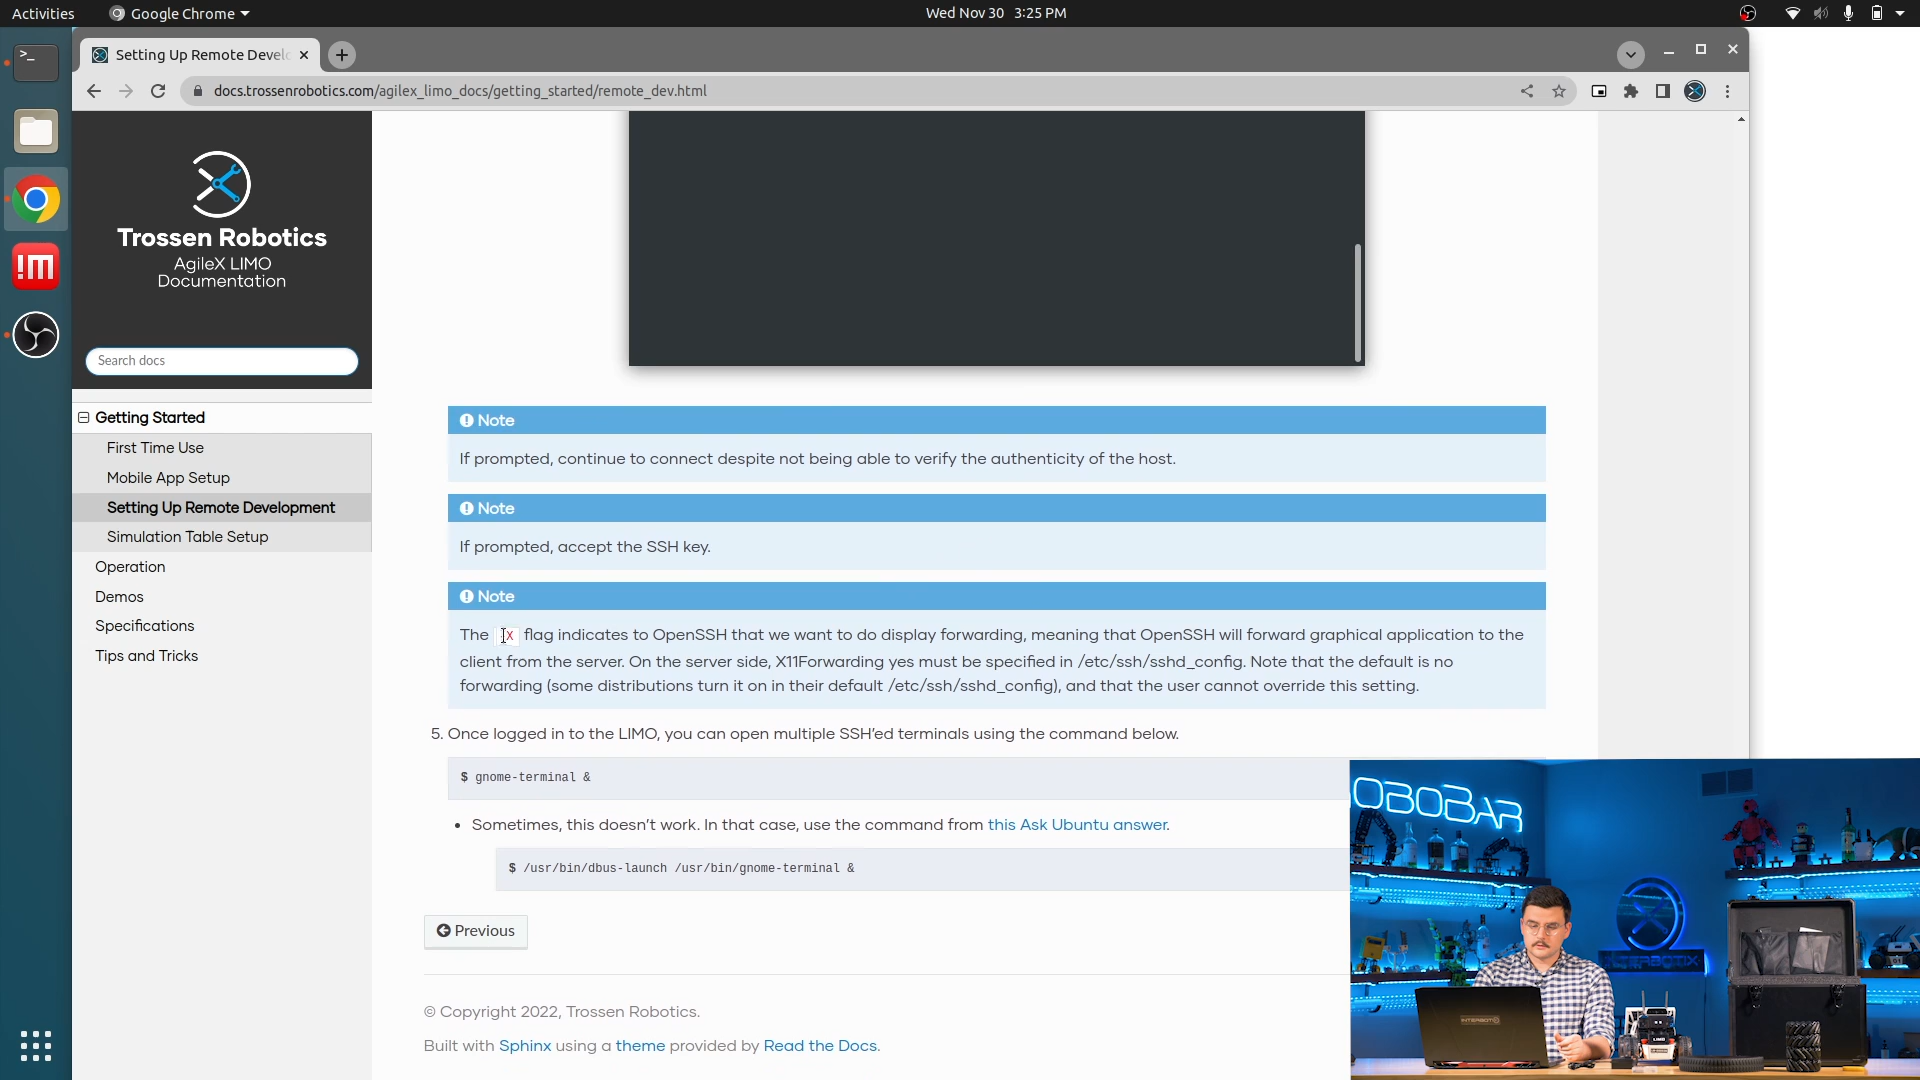 Activities
Google Chrome
Wed Nov 30 3:25 PM
Setting Up Remote Develo
docs.trossenrobotics.com/agilex_limo_docs/getting_started/remote_dev.html
Trossen Robotics
AgileX LIMO
Documentation
Search docs
Getting Started
First Time Use
Mobile App Setup
Setting Up Remote Development
Simulation Table Setup
Operation
Demos
Specifications
Tips and Tricks
Note
If prompted, continue to connect despite not being able to verify the authenticity of the host.
Note
If prompted, accept the SSH key.
Note
The X flag indicates to OpenSSH that we want to do display forwarding, meaning that OpenSSH will forward graphical application to the
client from the server. On the server side, X11Forwarding yes must be specified in /etc/ssh/sshd_config. Note that the default is no
forwarding (some distributions turn it on in their default /etc/ssh/sshd_config), and that the user cannot override this setting.
5. Once logged in to the LIMO, you can open multiple SSH'ed terminals using the command below.
$ gnome-terminal &
• Sometimes, this doesn't work. In that case, use the command from this Ask Ubuntu answer.
$ /usr/bin/dbus-launch /usr/bin/gnome-terminal &
Previous
© Copyright 2022, Trossen Robotics.
Built with Sphinx using a theme provided by Read the Docs.
OBOBAR
INTERBOTIX
INTERBOTIX
!M